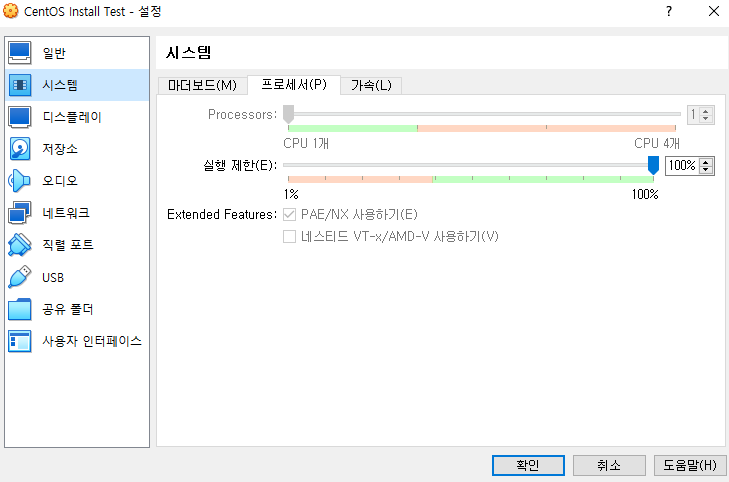 CentOS Install Test - 설정
일반
시스템
디스플레이
저장소
오디오
네트워크
직렬 포트
USB
공유 폴더
사용자 인터페이스
시스템
마더보드(M) 프로세서(P) 가속(L)
Processors: 1
CPU 1개 CPU 4개
실행 제한(E): 100%
1% 100%
Extended Features: PAE/NX 사용하기(E)
네스티드 VT-x/AMD-V 사용하기(V)
확인 취소 도움말(H)